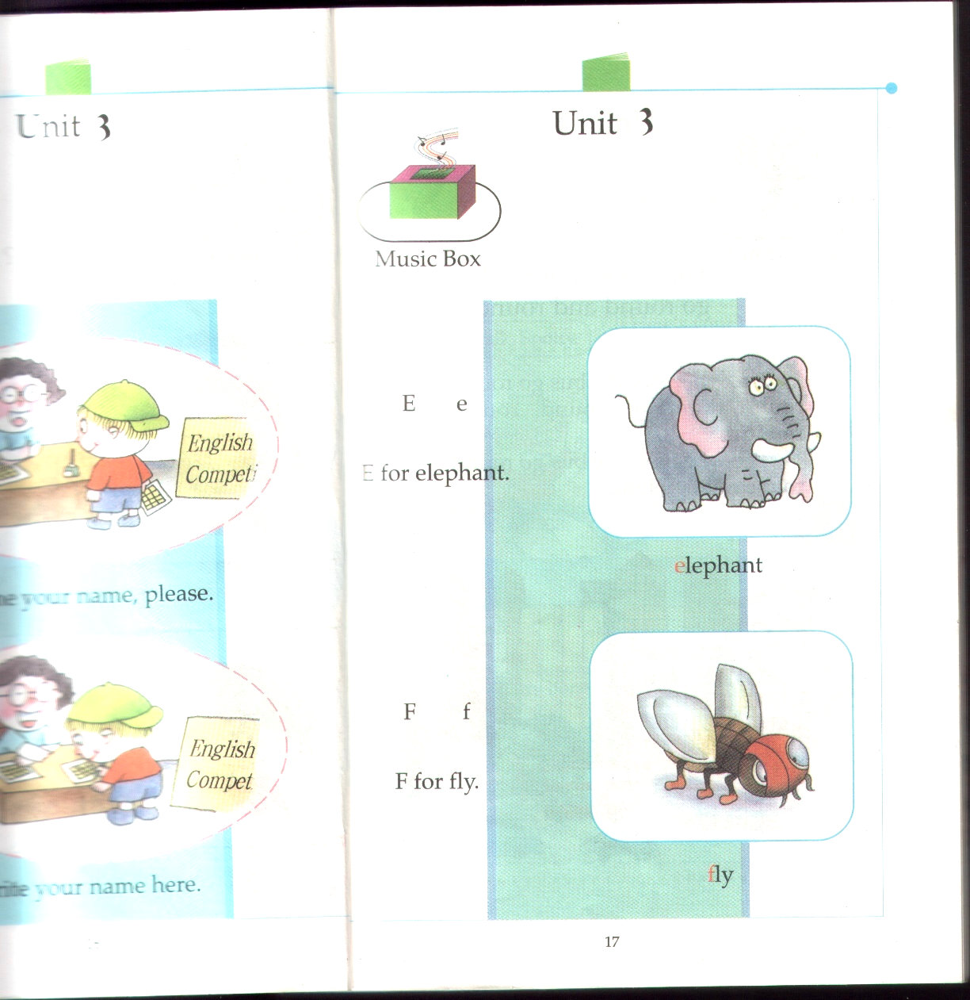 Unit 3
English
Competi
your name, please.
English
Compet
your name here.
Unit 3
Music Box
E e
E for elephant.
elephant
F f
F for fly.
fly
17